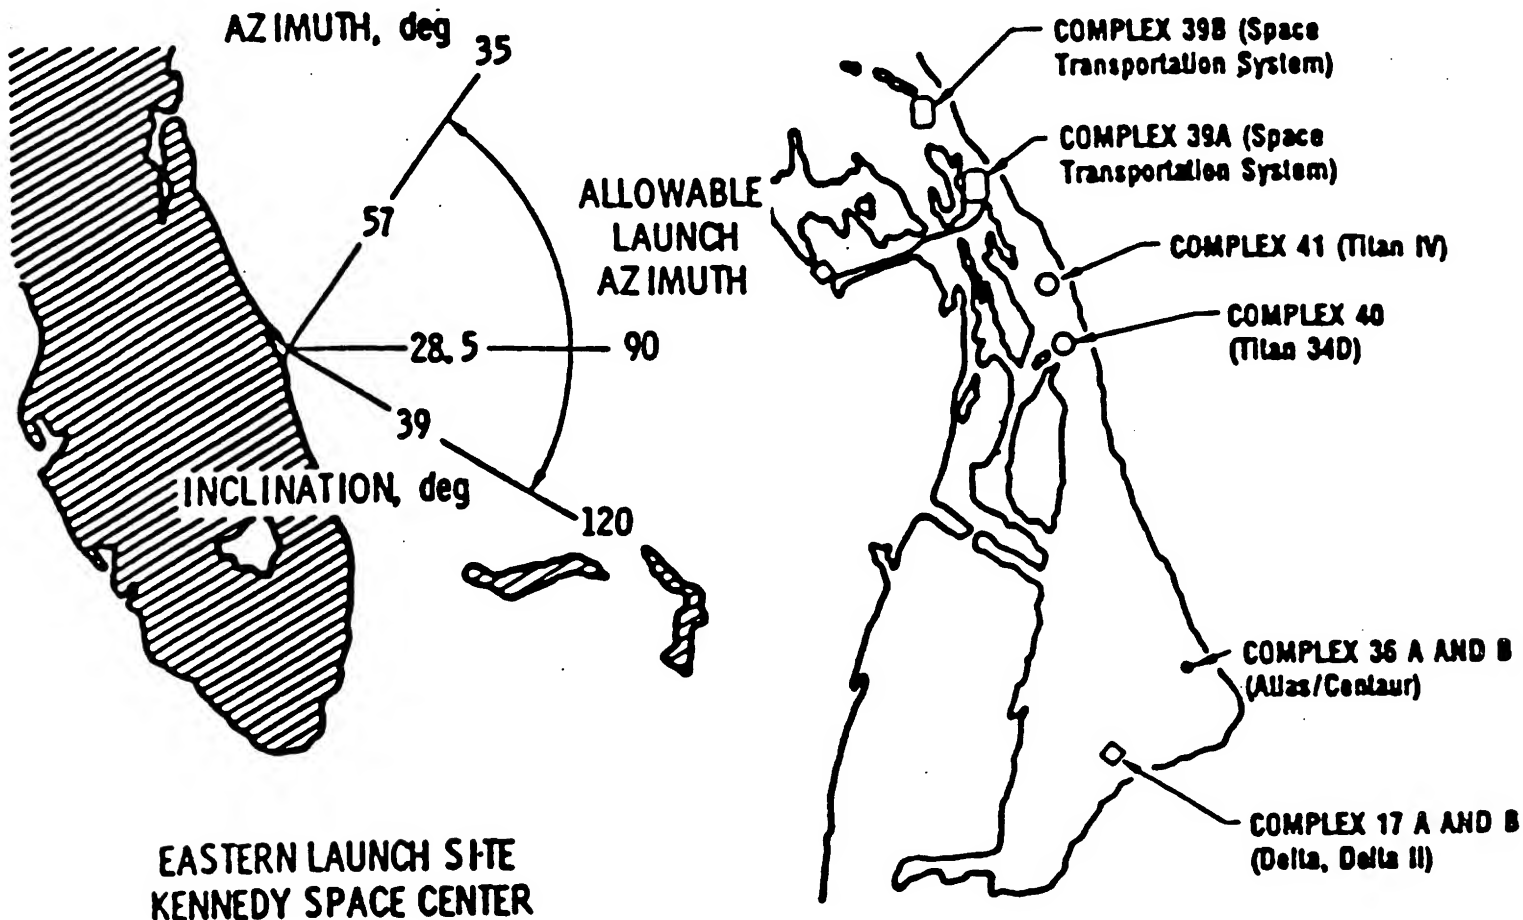 AZIMUTH, deg
35
57
ALLOWABLE
LAUNCH
AZIMUTH
28.5
90
39
INCLINATION, deg
120
EASTERN LAUNCH SITE
KENNEDY SPACE CENTER
COMPLEX 39B (Space
Transportation System)
COMPLEX 39A (Space
Transportation System)
COMPLEX 41 (Titan IV)
COMPLEX 40
(Titan 34D)
COMPLEX 36 A AND B
(Atlas/Centaur)
COMPLEX 17 A AND B
(Delta, Delta II)